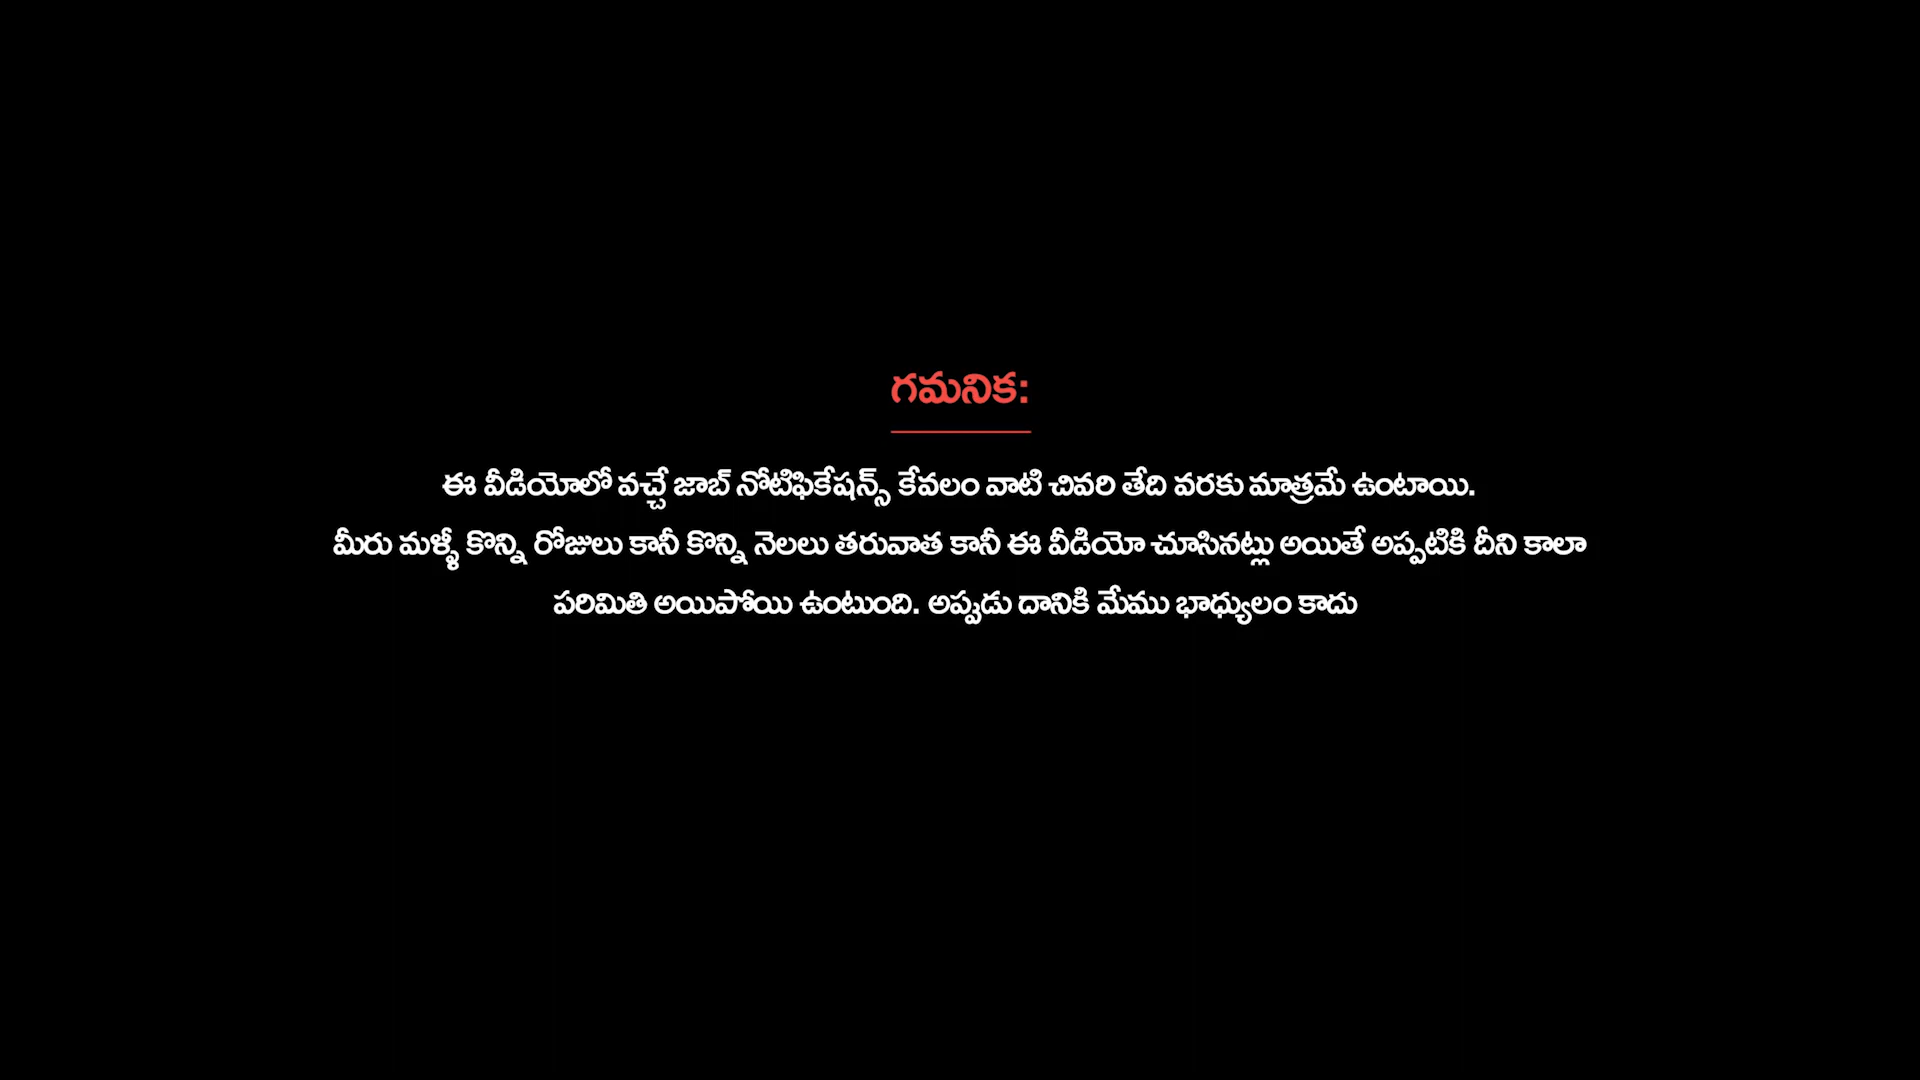 గమనిక:
ఈ వీడియోలో వచ్చే జాబ్ నోటిఫికేషన్స్ కేవలం వాటి చివరి తేది వరకు మాత్రమే ఉంటాయి.
మీరు మళ్ళీ కొన్ని రోజులు కానీ కొన్ని నెలలు తరువాత కానీ ఈ వీడియో చూసినట్లు అయితే అప్పటికి దీని కాలా
పరిమితి అయిపోయి ఉంటుంది. అప్పుడు దానికి మేము భాధ్యులం కాదు